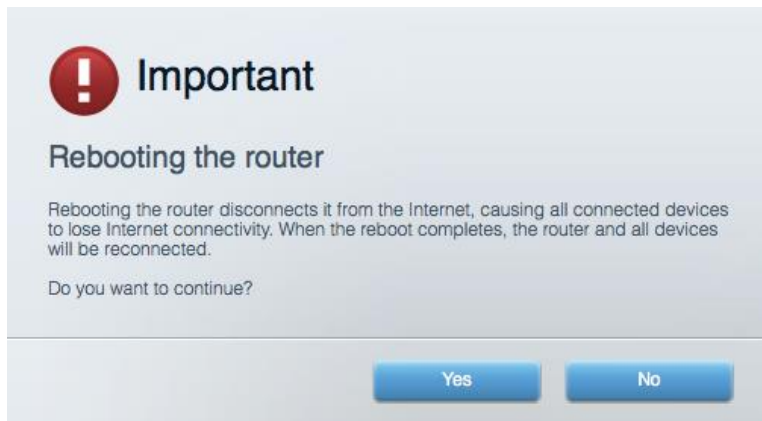 Important
Rebooting the router
Rebooting the router disconnects it from the Internet, causing all connected devices
to lose Internet connectivity. When the reboot completes, the router and all devices
will be reconnected.
Do you want to continue?
Yes
No